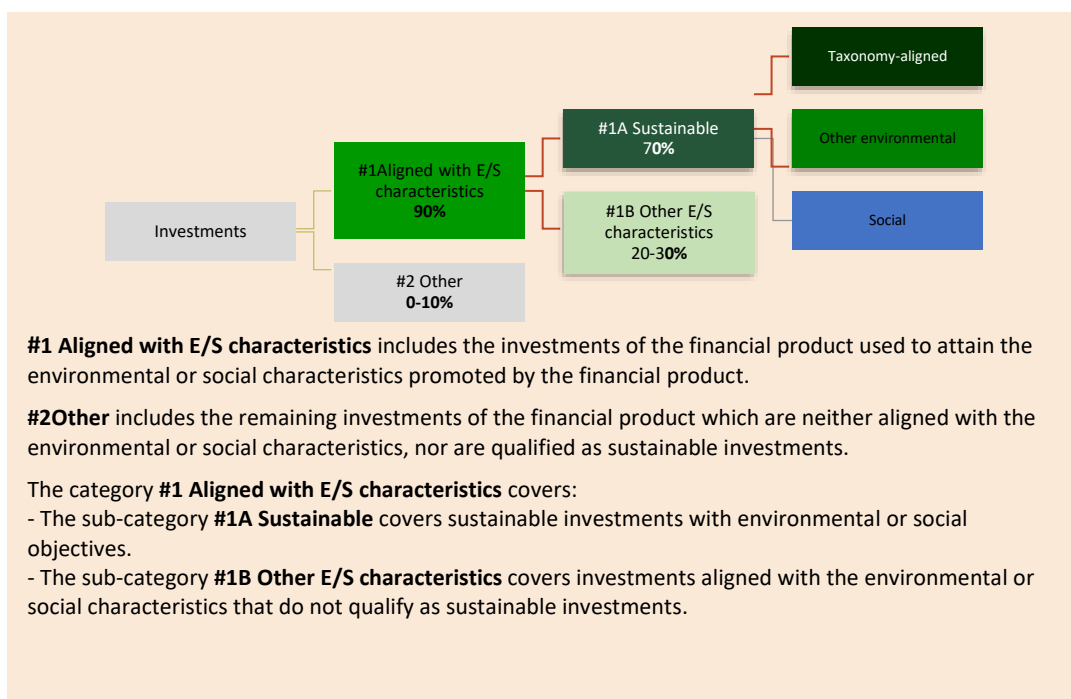 Taxonomy-aligned
#1A Sustainable
70%
Other environmental
#1Aligned with E/S
characteristics
90%
#1B Other E/S
characteristics
20-30%
Social
Investments
#2 Other
0-10%
#1 Aligned with E/S characteristics includes the investments of the financial product used to attain the
environmental or social characteristics promoted by the financial product.
#2Other includes the remaining investments of the financial product which are neither aligned with the
environmental or social characteristics, nor are qualified as sustainable investments.
The category #1 Aligned with E/S characteristics covers:
- The sub-category #1A Sustainable covers sustainable investments with environmental or social
objectives.
- The sub-category #1B Other E/S characteristics covers investments aligned with the environmental or
social characteristics that do not qualify as sustainable investments.